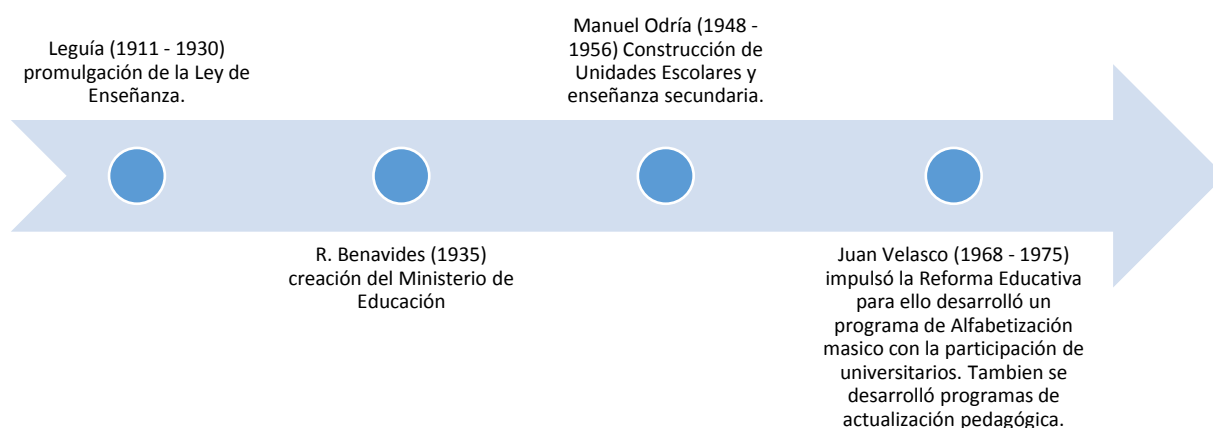 Leguía (1911 - 1930)
promulgación de la Ley de
Enseñanza.
R. Benavides (1935)
creación del Ministerio de
Educación
Manuel Odría (1948 -
1956) Construcción de
Unidades Escolares y
enseñanza secundaria.
Juan Velasco (1968 - 1975)
impulsó la Reforma Educativa
para ello desarrolló un
programa de Alfabetización
masico con la participación de
universitarios. Tambien se
desarrolló programas de
actualización pedagógica.